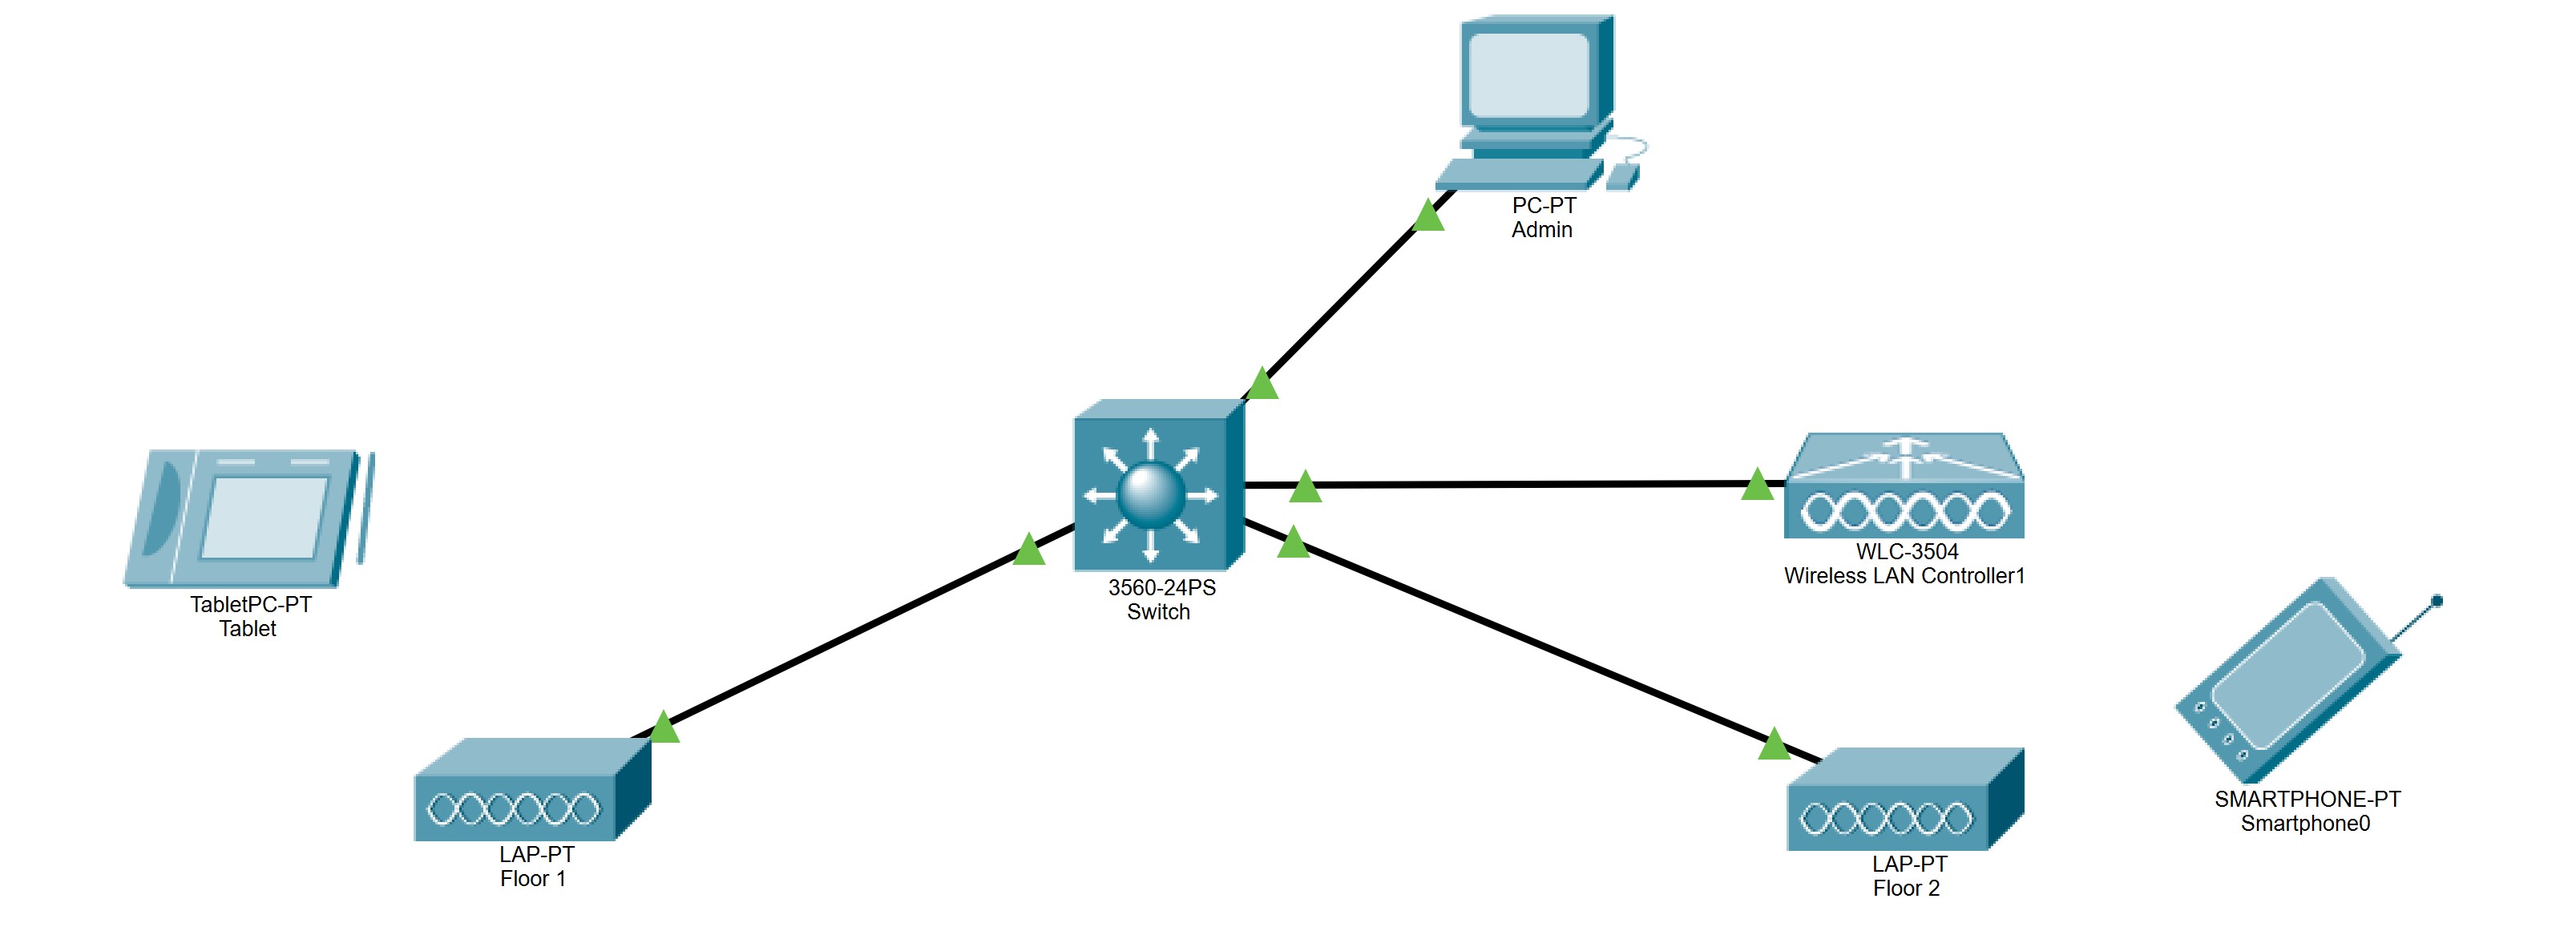 PC-PT
Admin
WLC-3504
Wireless LAN Controller1
3560-24PS
Switch
TabletPC-PT
Tablet
SMARTPHONE-PT
Smartphone0
LAP-PT
Floor 1
LAP-PT
Floor 2